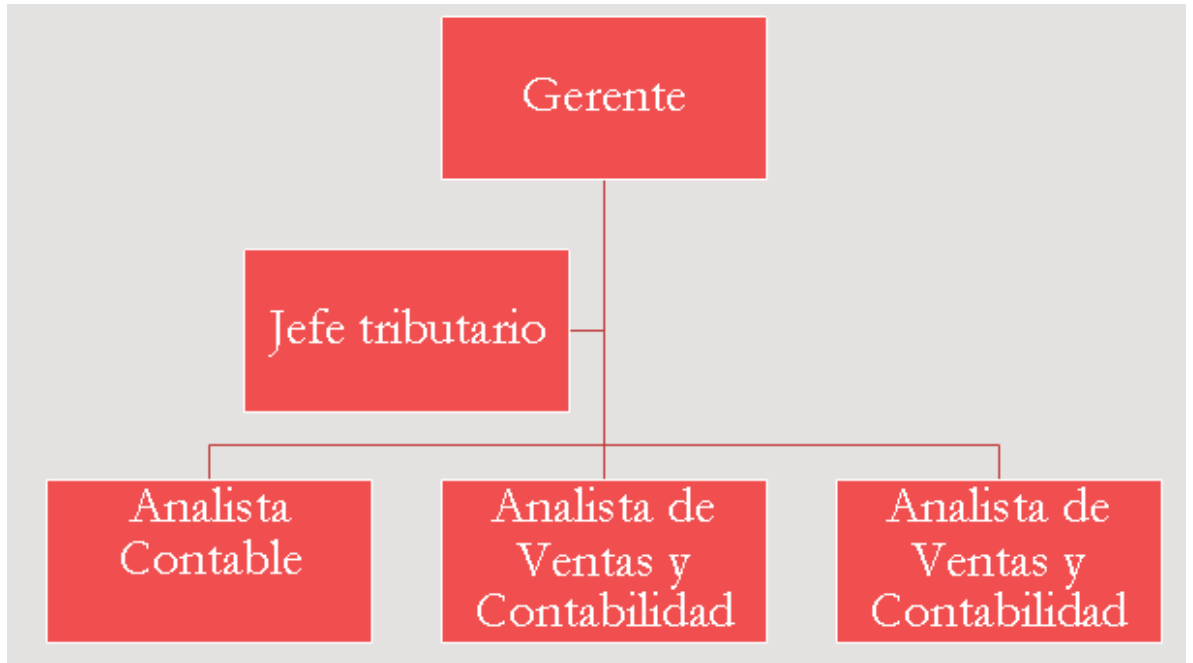 Gerente
Jefe tributario
Analista
Contable
Analista de
Ventas y
Contabilidad
Analista de
Ventas y
Contabilidad